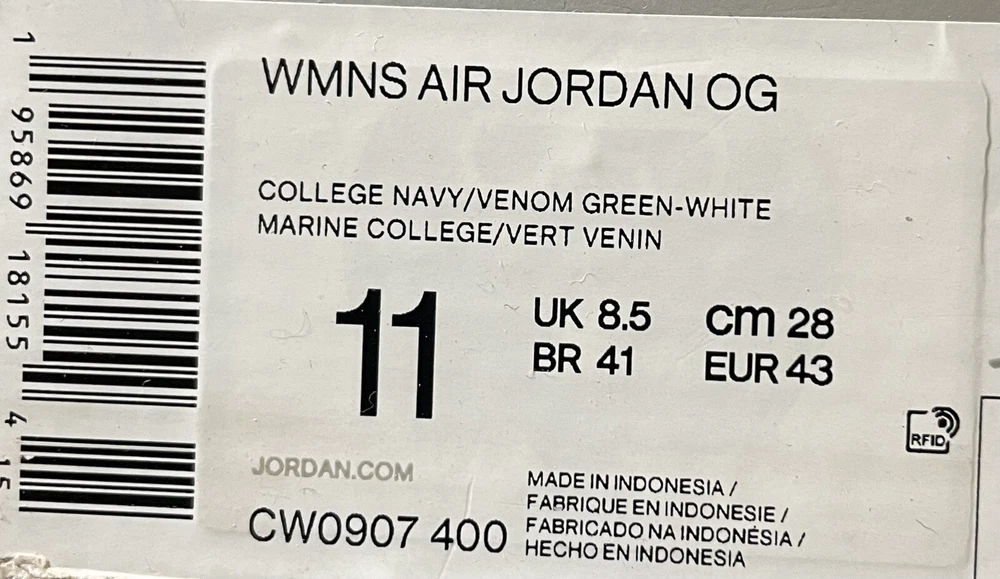 WMNS AIR JORDAN OG
COLLEGE NAVY/VENOM GREEN-WHITE
MARINE COLLEGE/VERT VENIN
11
UK 8.5
cm 28
BR 41
EUR 43
RFID
JORDAN.COM
CW0907 400
MADE IN INDONESIA /
FABRIQUE EN INDONESIE /
FABRICADO NA INDONÉSIA /
HECHO EN INDONESIA
1 95869 18155 4